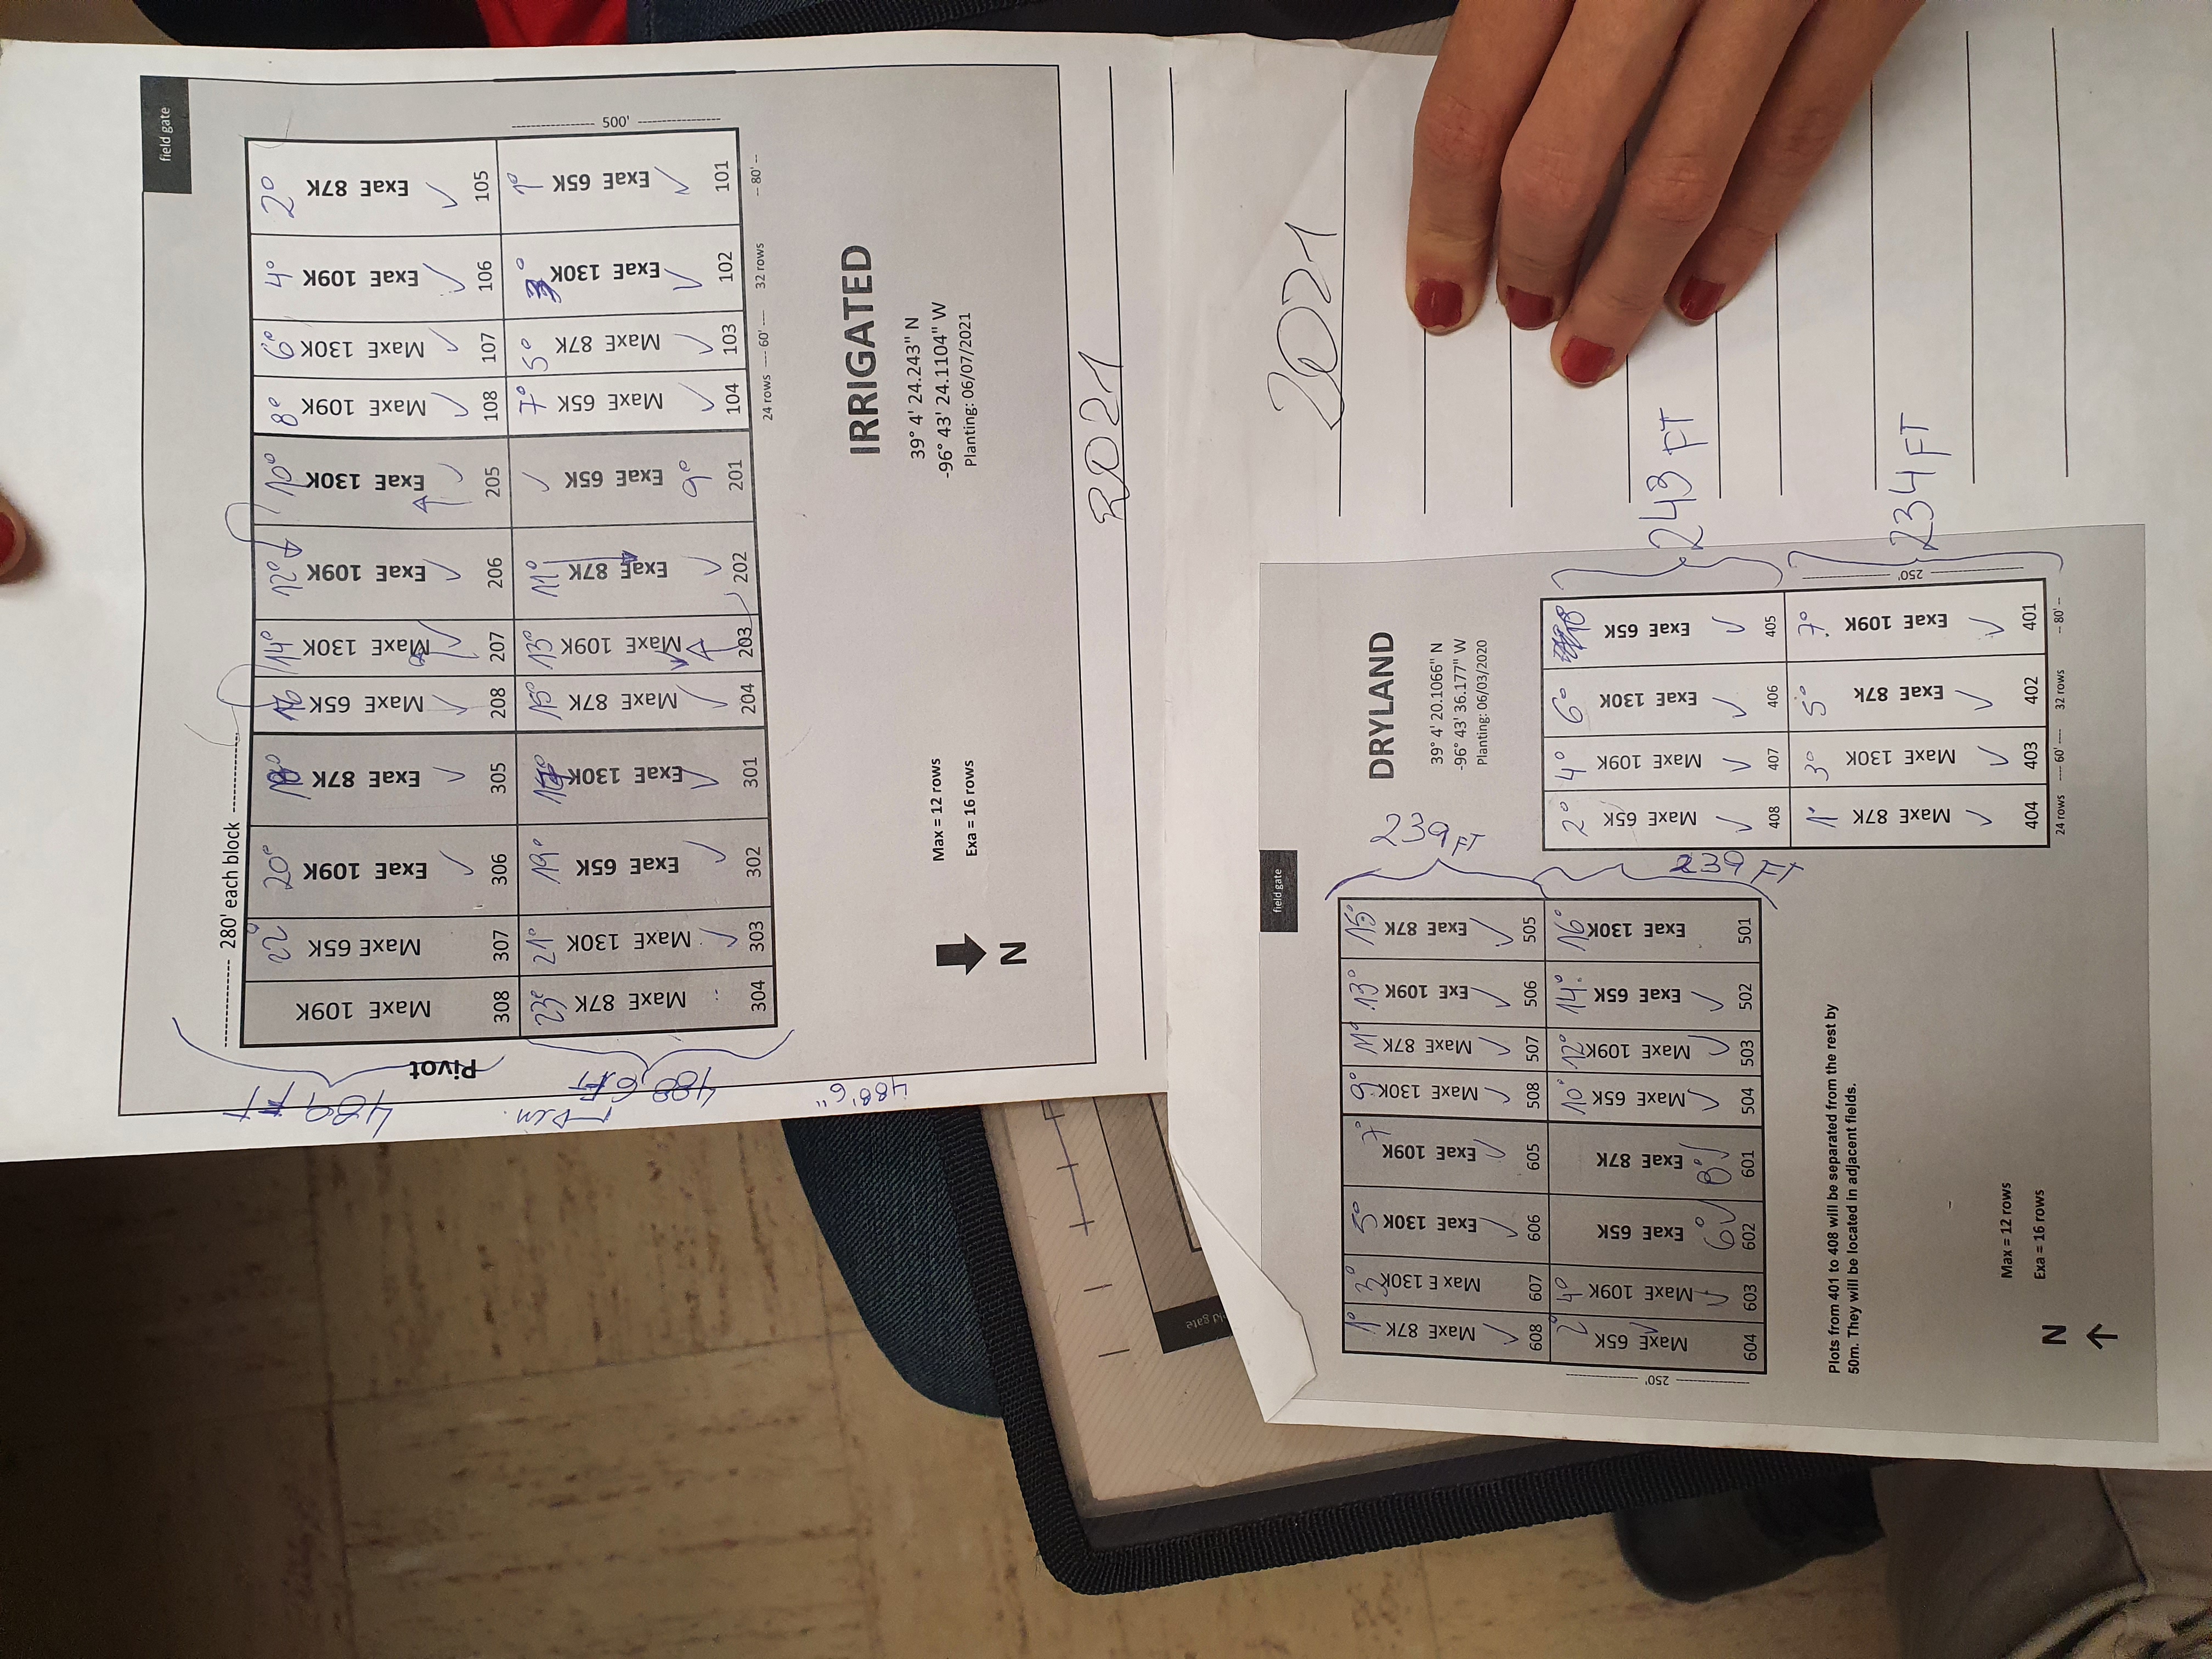 field gate
280' each block
489 FT
Pivot
22° 20° 18° 16 14° 12° 10° 8° 6° 4° 2°
MaxE 109K MaxE 65K ExaE 109K ExaE 87K MaxE 65K MaxE 130K ExaE 109K ExaE 130K MaxE 109K MaxE 130K ExaE 109K ExaE 87K
308 307 306 305 208 207 206 205 108 107 106 105
488,6 FT
23° 21° 19° 17° 15° 13° 11° 7° 5° 3° 1°
MaxE 87K MaxE 130K ExaE 65K ExaE 130K MaxE 87K MaxE 109K ExaE 87K ExaE 65K MaxE 65K MaxE 87K ExaE 130K ExaE 65K
9°
304 303 302 301 204 203 202 201 104 103 102 101
500'
24 rows ---- 60' ---- 32 rows -- 80' --
488'6"
IRRIGATED
39° 4' 24.243" N
-96° 43' 24.1104" W
Planting: 06/07/2021
Max = 12 rows
Exa = 16 rows
N
2021
field gate
2021
1° 3° 5° 7° 9° 11° 13° 15°
MaxE 87K Max E 130K ExaE 130K ExaE 109K MaxE 130K MaxE 87K ExE 109K ExaE 87K
608 607 606 605 508 507 506 505
239 FT
2° 4° 10° 12° 14° 16°
MaxE 65K MaxE 109K ExaE 65K ExaE 87K MaxE 65K MaxE 109K ExaE 65K ExaE 130K
6° 8°
604 603 602 601 504 503 502 501
250'
239 FT
DRYLAND
39° 4' 20.1066" N
-96° 43' 36.177" W
Planting: 06/03/2020
2° 4° 6°
MaxE 65K MaxE 109K ExaE 130K ExaE 65K
408 407 406 405
243 FT
1° 3° 5° 7°
MaxE 87K MaxE 130K ExaE 87k ExaE 109K
404 403 402 401
250'
234 FT
24 rows ---- 60' ---- 32 rows -- 80' --
Plots from 401 to 408 will be separated from the rest by
50m. They will be located in adjacent fields.
Max = 12 rows
Exa = 16 rows
N